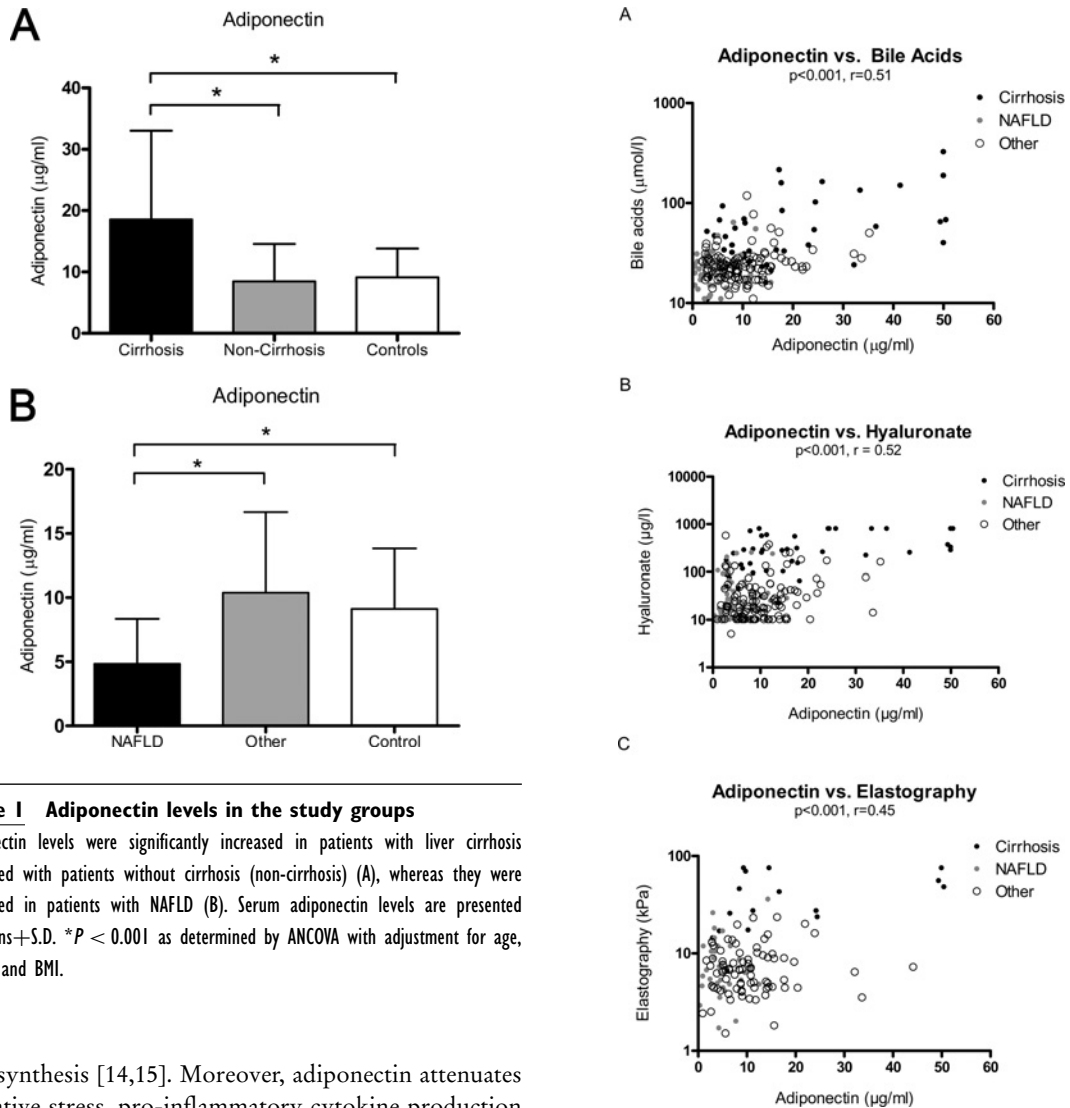 A
Adiponectin
*
*
40
30
20
10
0
Adiponectin (µg/ml)
Cirrhosis Non-Cirrhosis Controls
B
Adiponectin
*
*
20
15
10
5
0
Adiponectin (µg/ml)
NAFLD Other Control
e 1 Adiponectin levels in the study groups
ectin levels were significantly increased in patients with liver cirrhosis
ed with patients without cirrhosis (non-cirrhosis) (A), whereas they were
ed in patients with NAFLD (B). Serum adiponectin levels are presented
ns+S.D. *P < 0.001 as determined by ANCOVA with adjustment for age,
and BMI.
synthesis [14,15]. Moreover, adiponectin attenuates
ative stress, pro-inflammatory cytokine production
A
Adiponectin vs. Bile Acids
p<0.001, r=0.51
Cirrhosis
NAFLD
Other
1000
100
10
Bile acids (µmol/l)
0 10 20 30 40 50 60
Adiponectin (µg/ml)
B
Adiponectin vs. Hyaluronate
p<0.001, r = 0.52
Cirrhosis
NAFLD
Other
10000
1000
100
10
1
Hyaluronate (µg/l)
0 10 20 30 40 50 60
Adiponectin (µg/ml)
C
Adiponectin vs. Elastography
p<0.001, r=0.45
Cirrhosis
NAFLD
Other
100
10
1
Elastography (kPa)
0 10 20 30 40 50 60
Adiponectin (µg/ml)